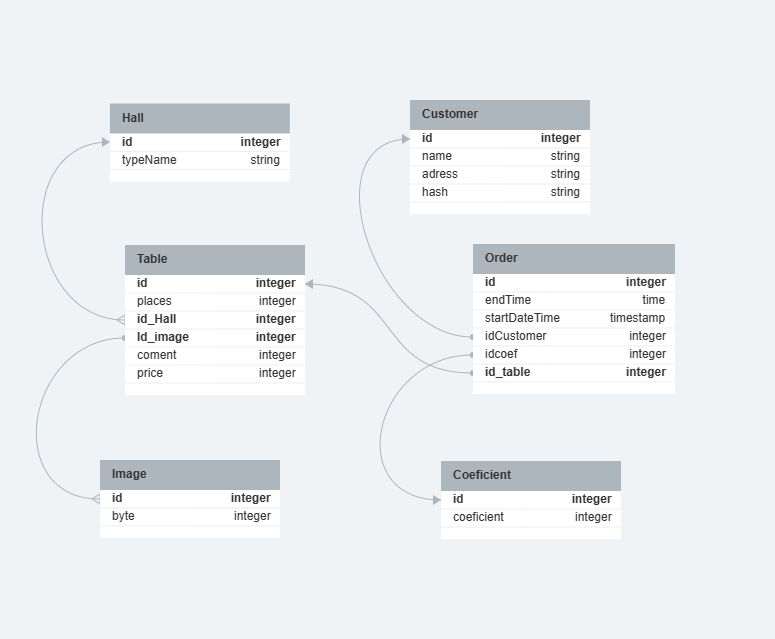 Hall
id integer
typeName string
Customer
id integer
name string
adress string
hash string
Table
id integer
places integer
id_Hall integer
Id_image integer
coment integer
price integer
Order
id integer
endTime time
startDateTime timestamp
idCustomer integer
idcoef integer
id_table integer
Image
id integer
byte integer
Coeficient
id integer
coeficient integer